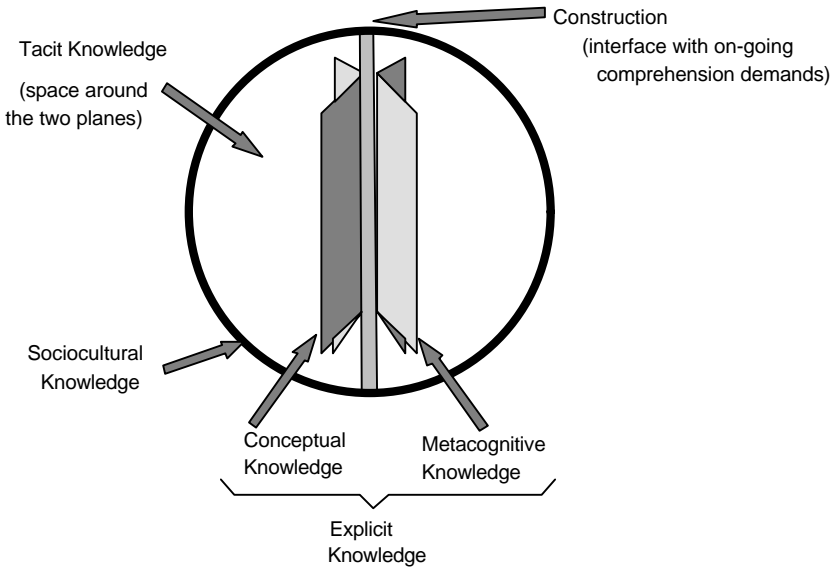 Construction
(interface with on-going
comprehension demands)
Tacit Knowledge
(space around
the two planes)
Sociocultural
Knowledge
Conceptual
Knowledge
Metacognitive
Knowledge
Explicit
Knowledge